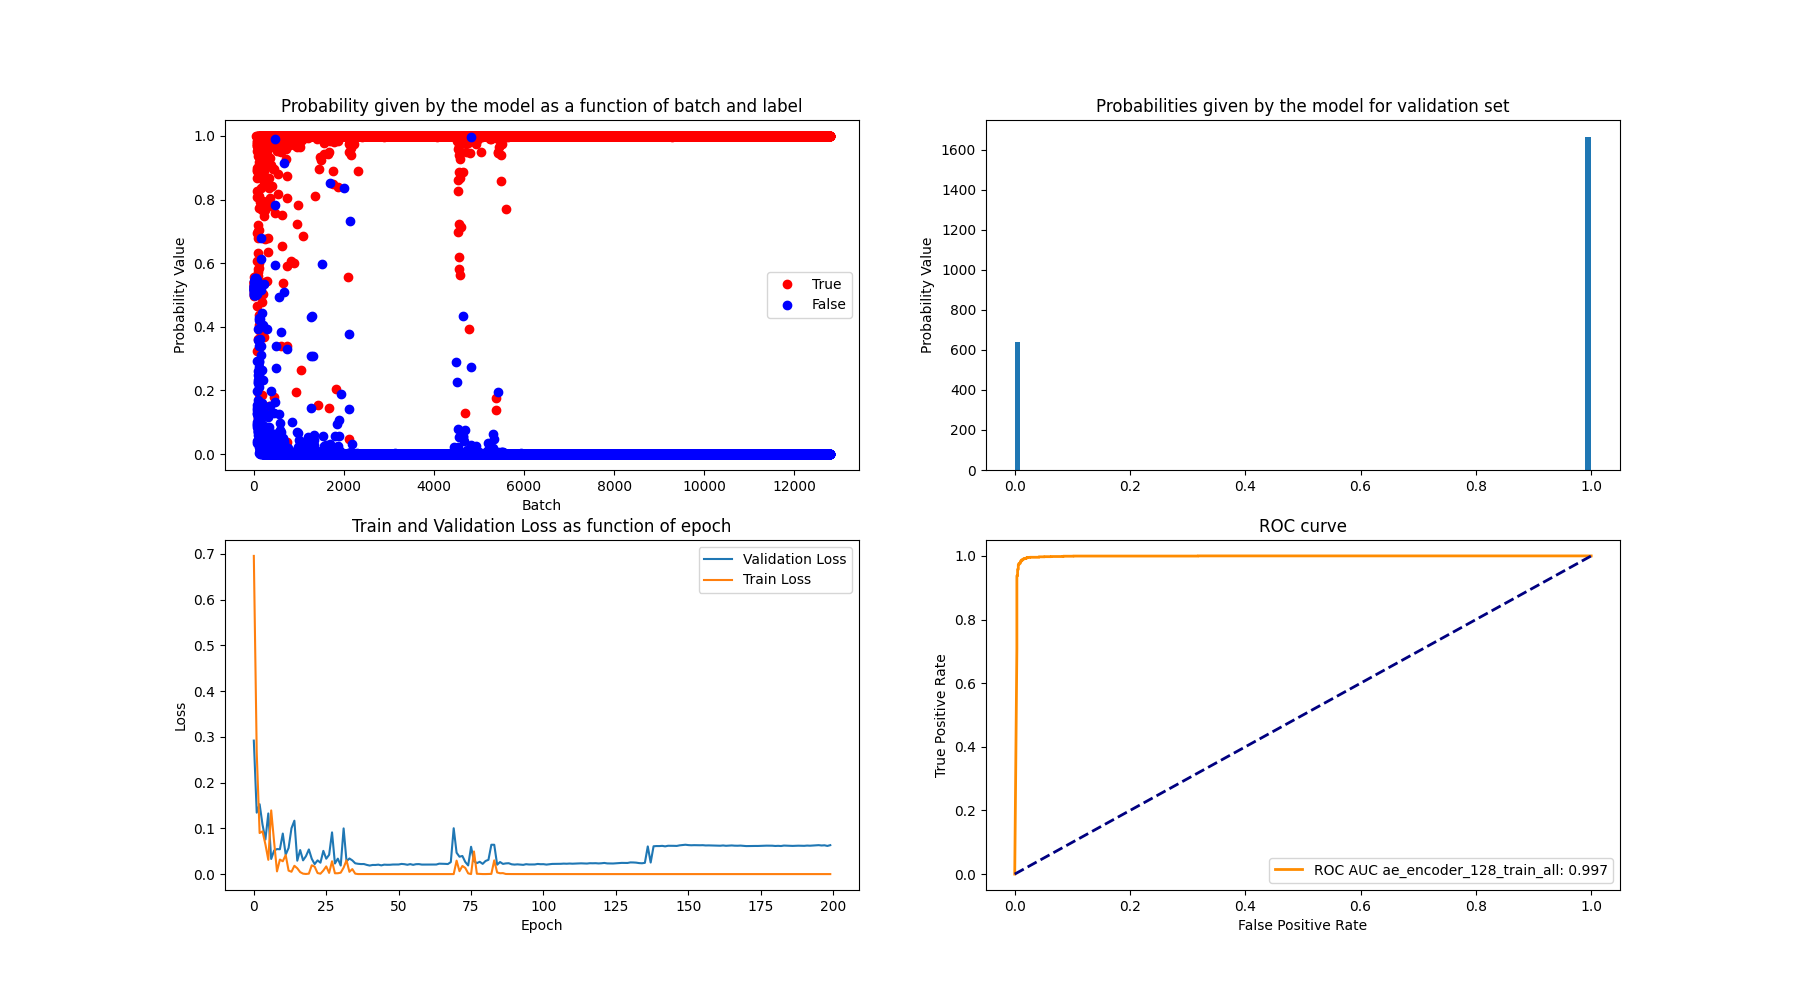 Probability given by the model as a function of batch and label
1.0
0.8
0.6
0.4
0.2
0.0
Probability Value
True
False
0 2000 4000 6000 8000 10000 12000
Batch
Probabilities given by the model for validation set
1600
1400
1200
1000
800
600
400
200
0
Probability Value
0.0 0.2 0.4 0.6 0.8 1.0
Train and Validation Loss as function of epoch
0.7
0.6
0.5
0.4
0.3
0.2
0.1
0.0
Loss
Validation Loss
Train Loss
0 25 50 75 100 125 150 175 200
Epoch
ROC curve
1.0
0.8
0.6
0.4
0.2
0.0
True Positive Rate
ROC AUC ae_encoder_128_train_all: 0.997
0.0 0.2 0.4 0.6 0.8 1.0
False Positive Rate